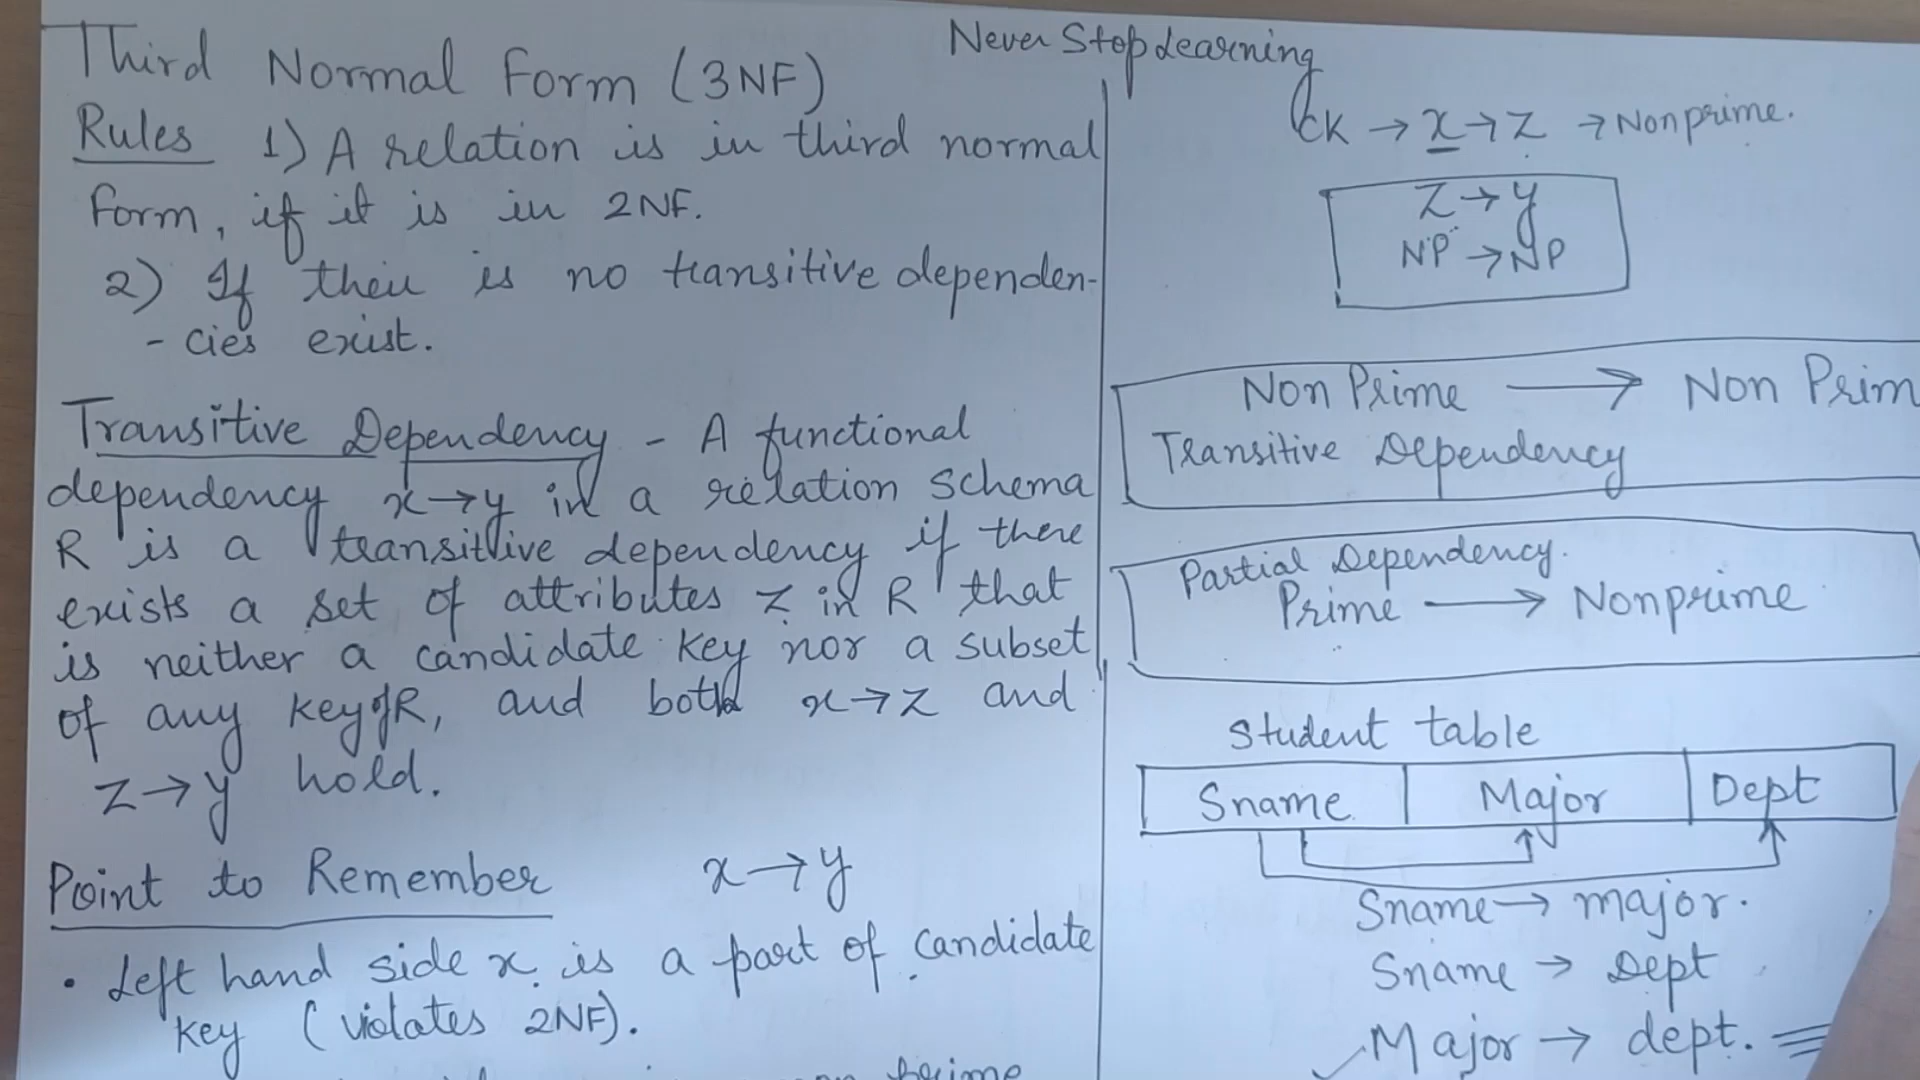 Third Normal Form (3NF)
Rules 1) A relation is in third normal
form, if it is in 2NF.
2) If their is no transitive dependen-
- cies exist.
Transitive Dependency - A functional
dependency x→y in a relation schema
R is a transitive dependency if there
exists a set of attributes z in R that
is neither a candidate key nor a subset
of any key of R, and both x→z and
z→y hold.
Point to Remember x→y
• Left hand side x is a part of candidate
key (violates 2NF).
prime
Never Stop Learning
CK → x→z → Nonprime.
z→y
NP → NP
Non Prime → Non Prim
Transitive Dependency
Partial Dependency.
Prime → Nonprime
Student table
Sname Major Dept
Sname → major.
Sname → Dept
Major → dept.